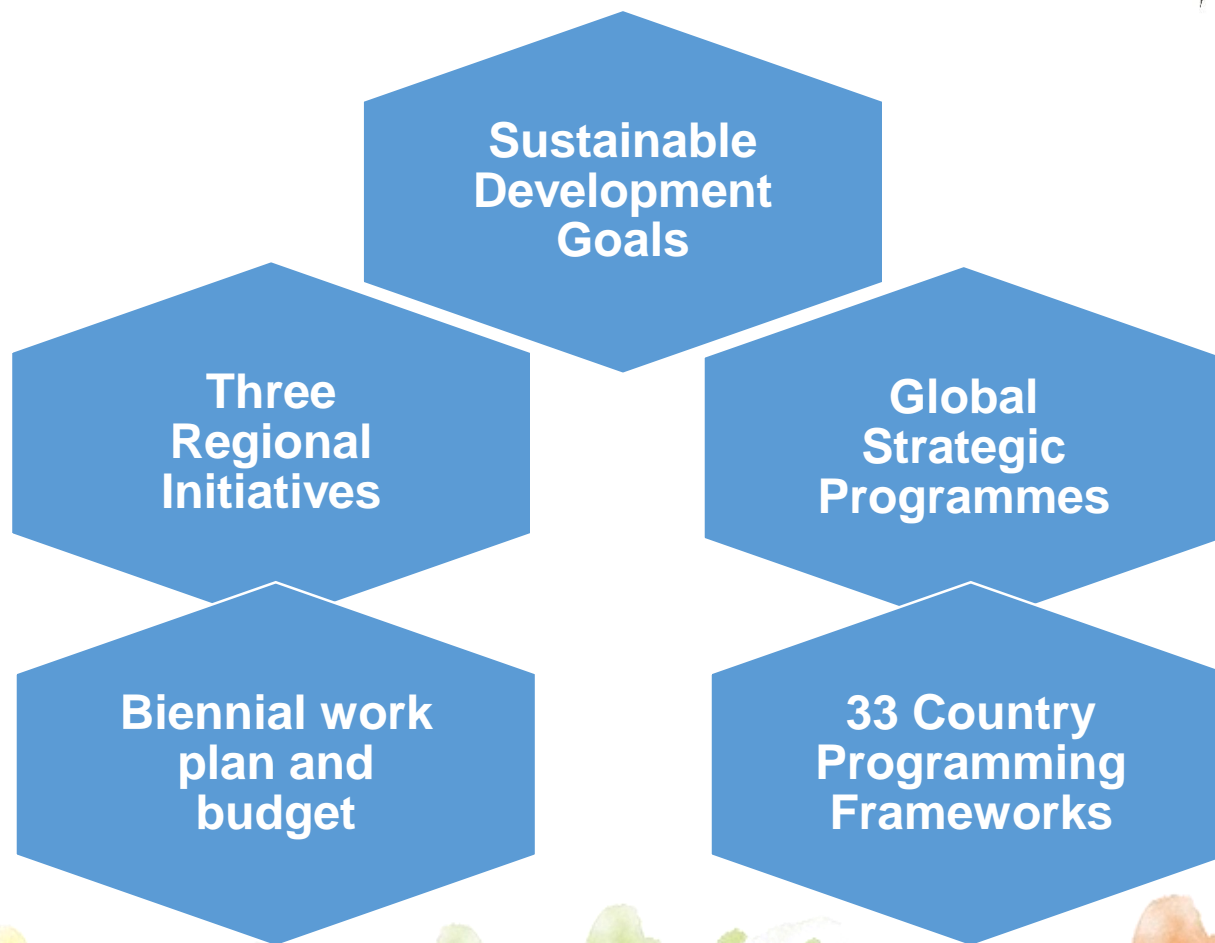 Sustainable
Development
Goals
Three
Regional
Initiatives
Global
Strategic
Programmes
Biennial work
plan and
budget
33 Country
Programming
Frameworks